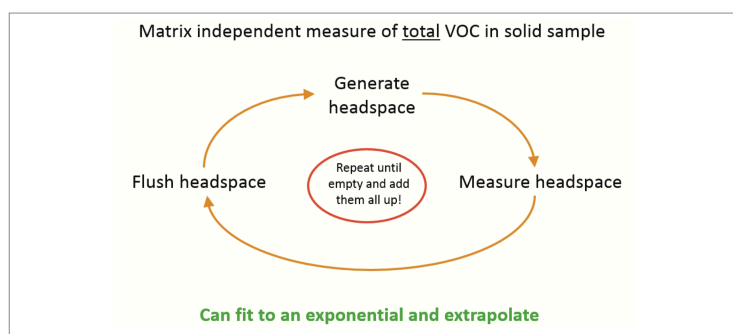 Matrix independent measure of total VOC in solid sample
Generate
headspace
Flush headspace
Repeat until
empty and add
them all up!
Measure headspace
Can fit to an exponential and extrapolate